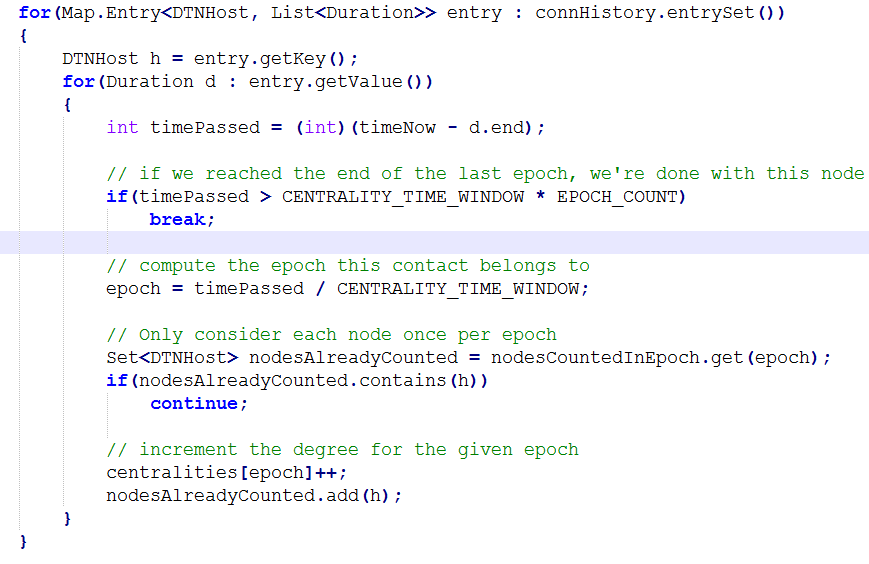 for(Map.Entry<DTNHost, List<Duration>> entry : connHistory.entrySet())
{
    DTNHost h = entry.getKey();
    for(Duration d : entry.getValue())
    {
        int timePassed = (int)(timeNow - d.end);

        // if we reached the end of the last epoch, we're done with this node
        if(timePassed > CENTRALITY_TIME_WINDOW * EPOCH_COUNT)
            break;

        // compute the epoch this contact belongs to
        epoch = timePassed / CENTRALITY_TIME_WINDOW;

        // Only consider each node once per epoch
        Set<DTNHost> nodesAlreadyCounted = nodesCountedInEpoch.get(epoch);
        if(nodesAlreadyCounted.contains(h))
            continue;

        // increment the degree for the given epoch
        centralities[epoch]++;
        nodesAlreadyCounted.add(h);
    }
}